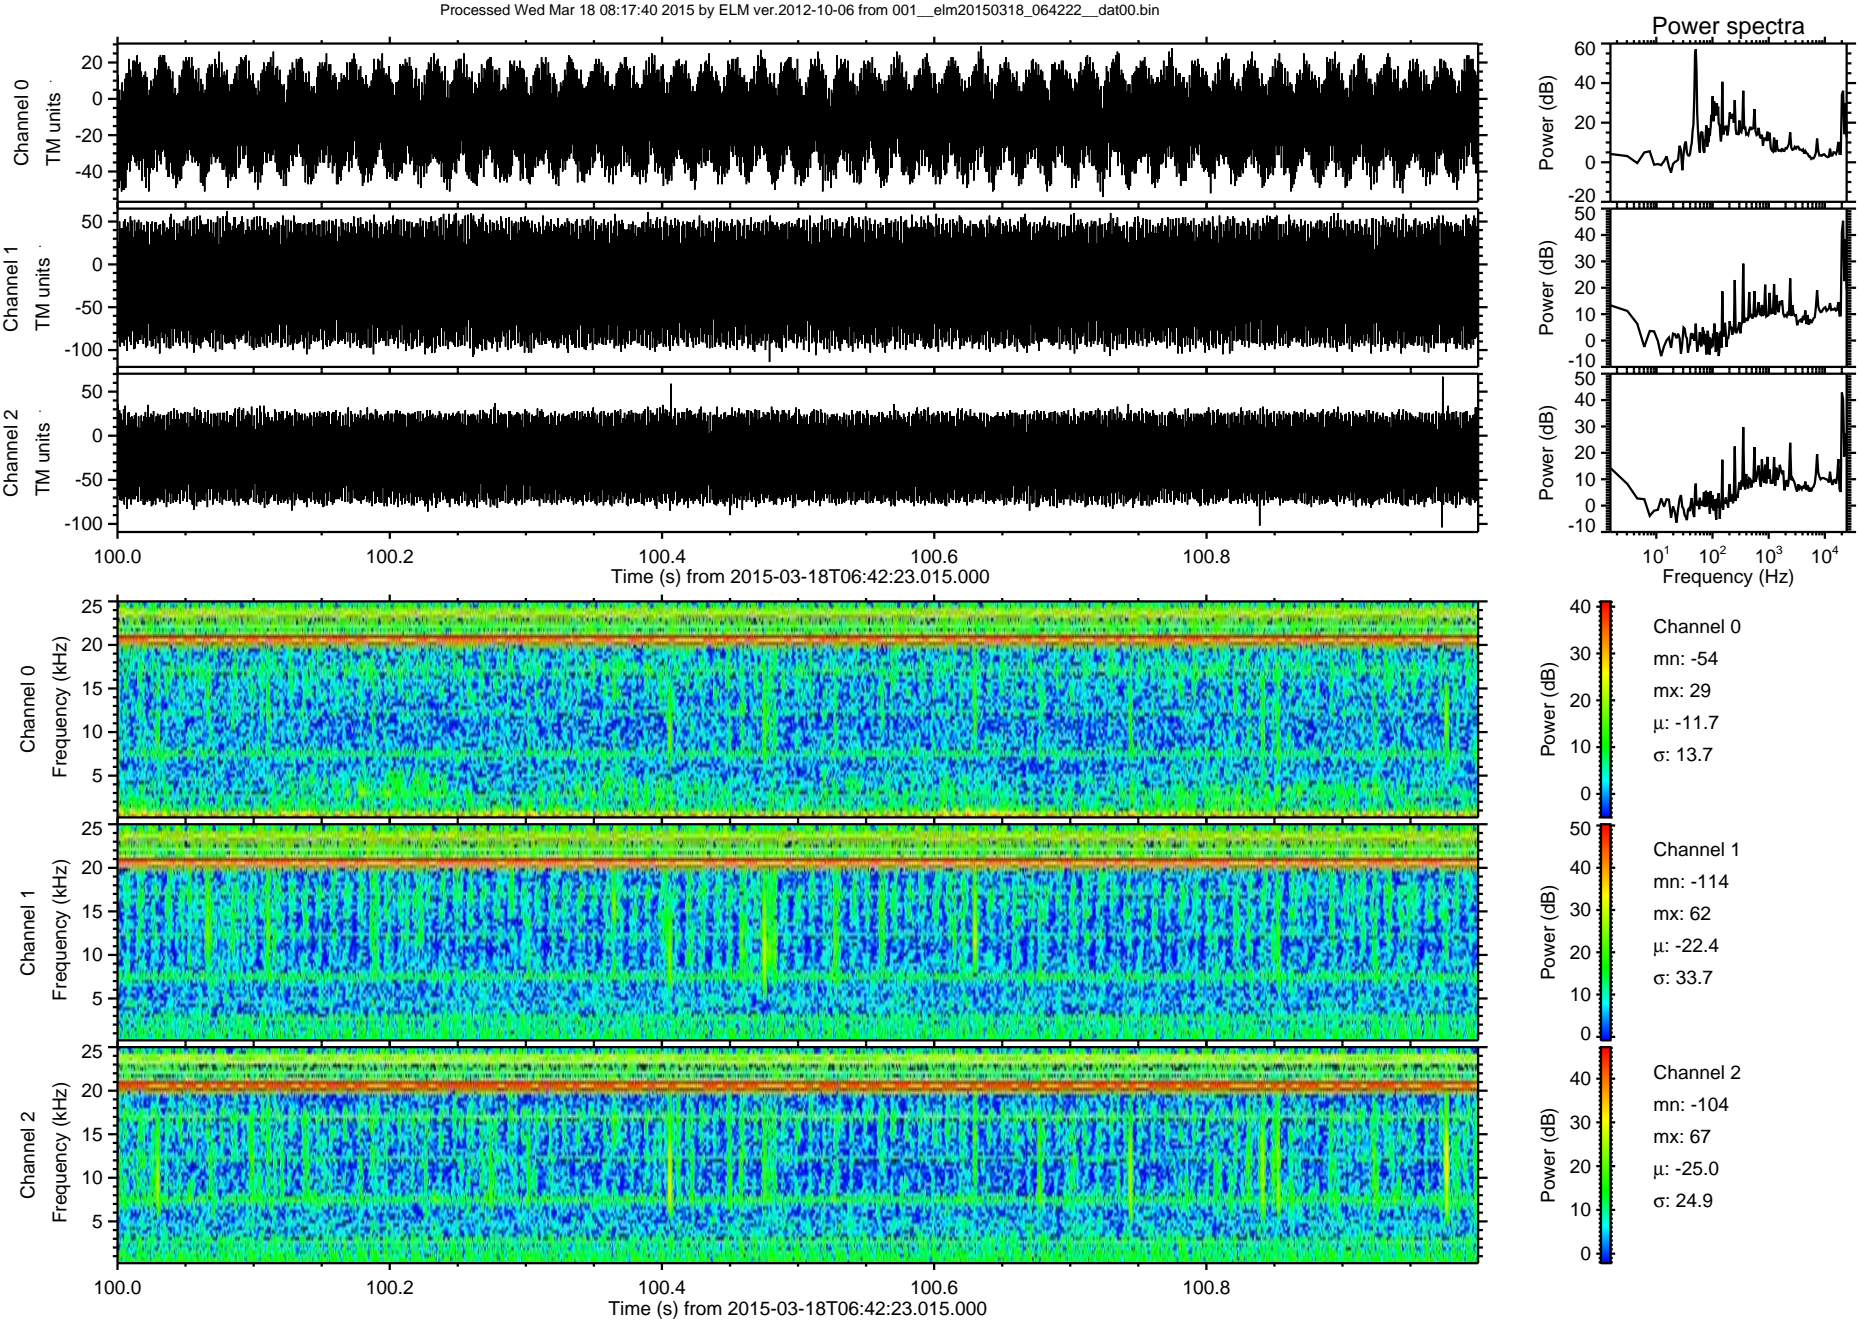 Processed Wed Mar 18 08:17:40 2015 by ELM ver.2012-10-06 from 001__elm20150318_064222__dat00.bin
Power spectra
Channel 0
TM units
20
0
-20
-40
Power (dB)
60
40
20
0
-20
Channel 1
TM units
50
0
-50
-100
Power (dB)
50
40
30
20
10
0
-10
Channel 2
TM units
50
0
-50
-100
Power (dB)
50
40
30
20
10
0
-10
100.0 100.2 100.4 100.6 100.8
Time (s) from 2015-03-18T06:42:23.015.000
10¹ 10² 10³ 10⁴
Frequency (Hz)
Channel 0
Frequency (kHz)
25
20
15
10
5
Power (dB)
40
30
20
10
0
Channel 0
mn: -54
mx: 29
μ: -11.7
σ: 13.7
Channel 1
Frequency (kHz)
25
20
15
10
5
Power (dB)
50
40
30
20
10
0
Channel 1
mn: -114
mx: 62
μ: -22.4
σ: 33.7
Channel 2
Frequency (kHz)
25
20
15
10
5
Power (dB)
40
30
20
10
0
Channel 2
mn: -104
mx: 67
μ: -25.0
σ: 24.9
100.0 100.2 100.4 100.6 100.8
Time (s) from 2015-03-18T06:42:23.015.000